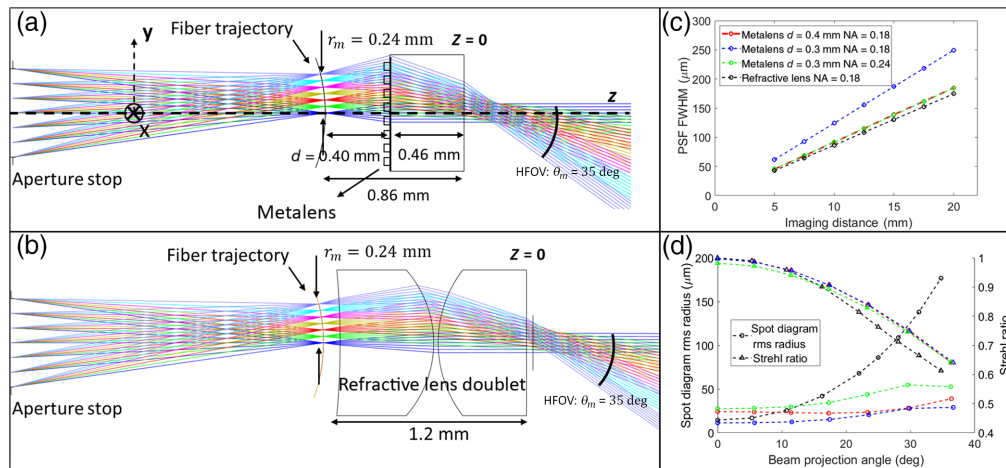 (a)
Fiber trajectory
r_m = 0.24 mm
Z = 0
y
z
X
d = 0.40 mm
0.46 mm
HFOV: θ_m = 35 deg
Aperture stop
0.86 mm
Metalens
(b)
Fiber trajectory
r_m = 0.24 mm
Z = 0
Refractive lens doublet
HFOV: θ_m = 35 deg
Aperture stop
1.2 mm
(c)
Metalens d = 0.4 mm NA = 0.18
Metalens d = 0.3 mm NA = 0.18
Metalens d = 0.3 mm NA = 0.24
Refractive lens NA = 0.18
PSF FWHM (μm)
300
250
200
150
100
50
0
0 5 10 15 20
Imaging distance (mm)
(d)
Spot diagram rms radius (μm)
200
150
100
50
0
Spot diagram
rms radius
Strehl ratio
1
0.9
0.8
0.7
0.6
0.5
0.4
Strehl ratio
0 10 20 30 40
Beam projection angle (deg)